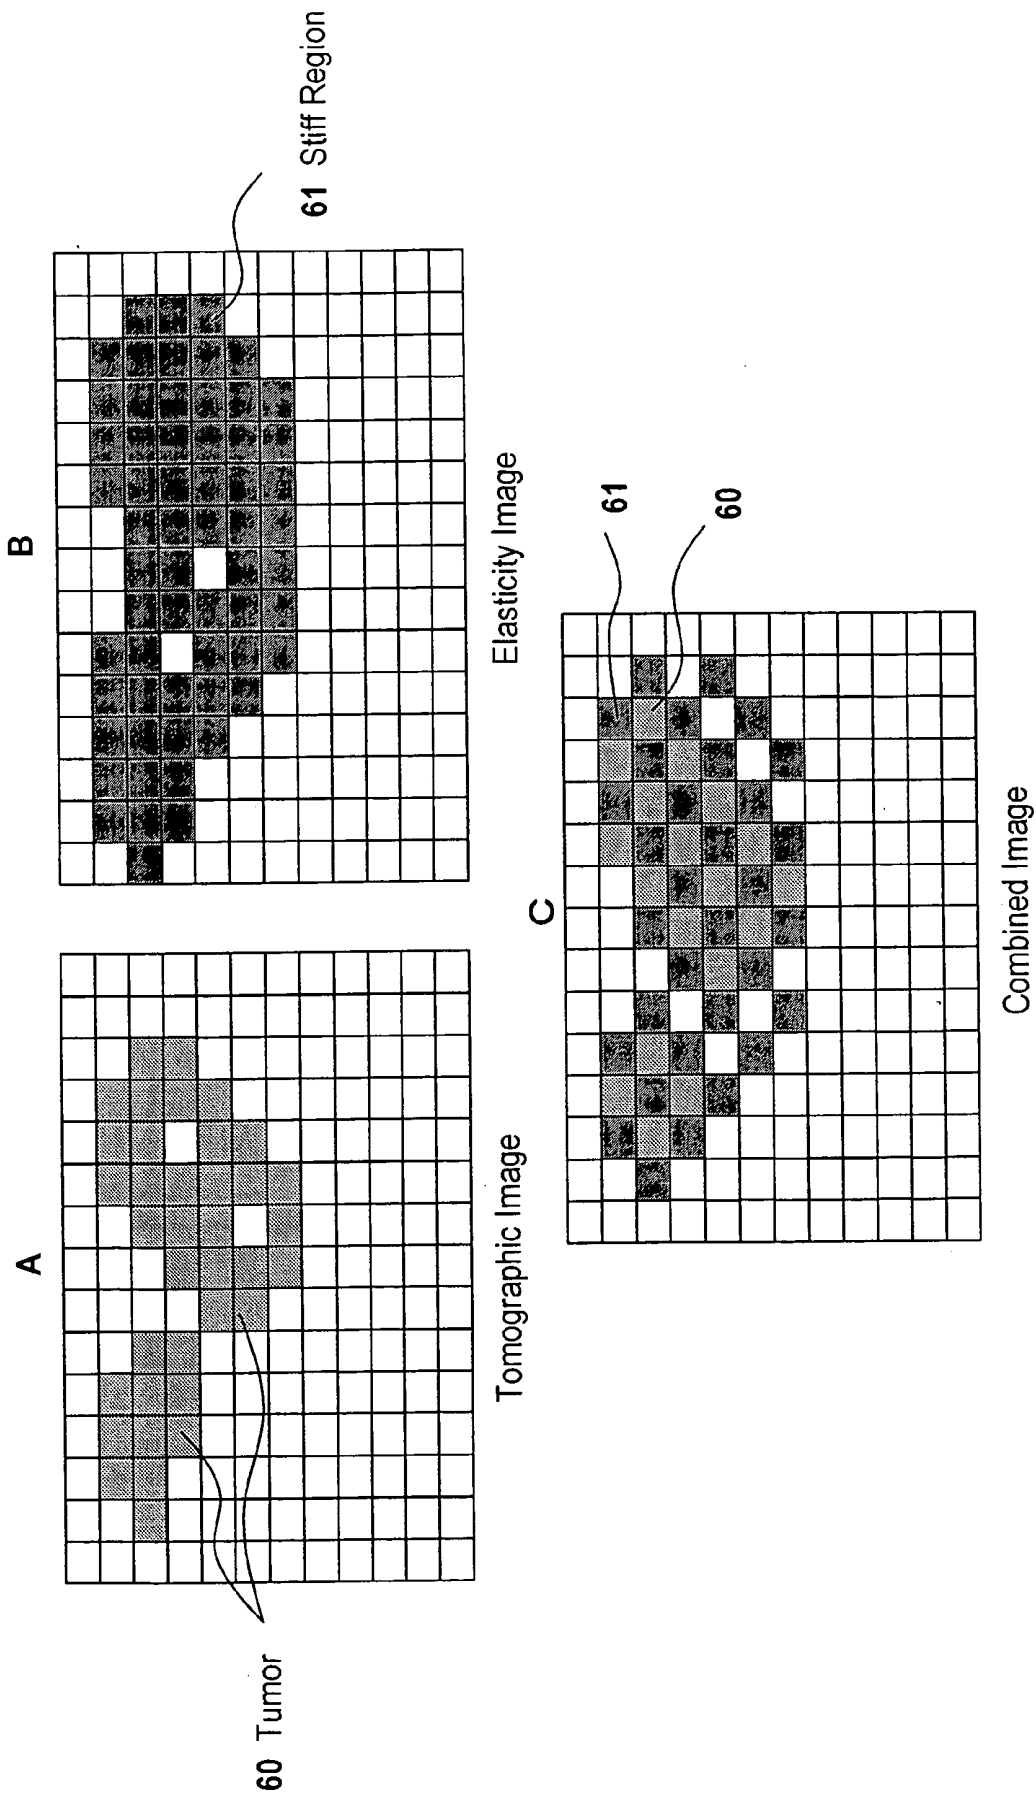 A
B
60 Tumor
61 Stiff Region
Tomographic Image
Elasticity Image
C
61
60
Combined Image